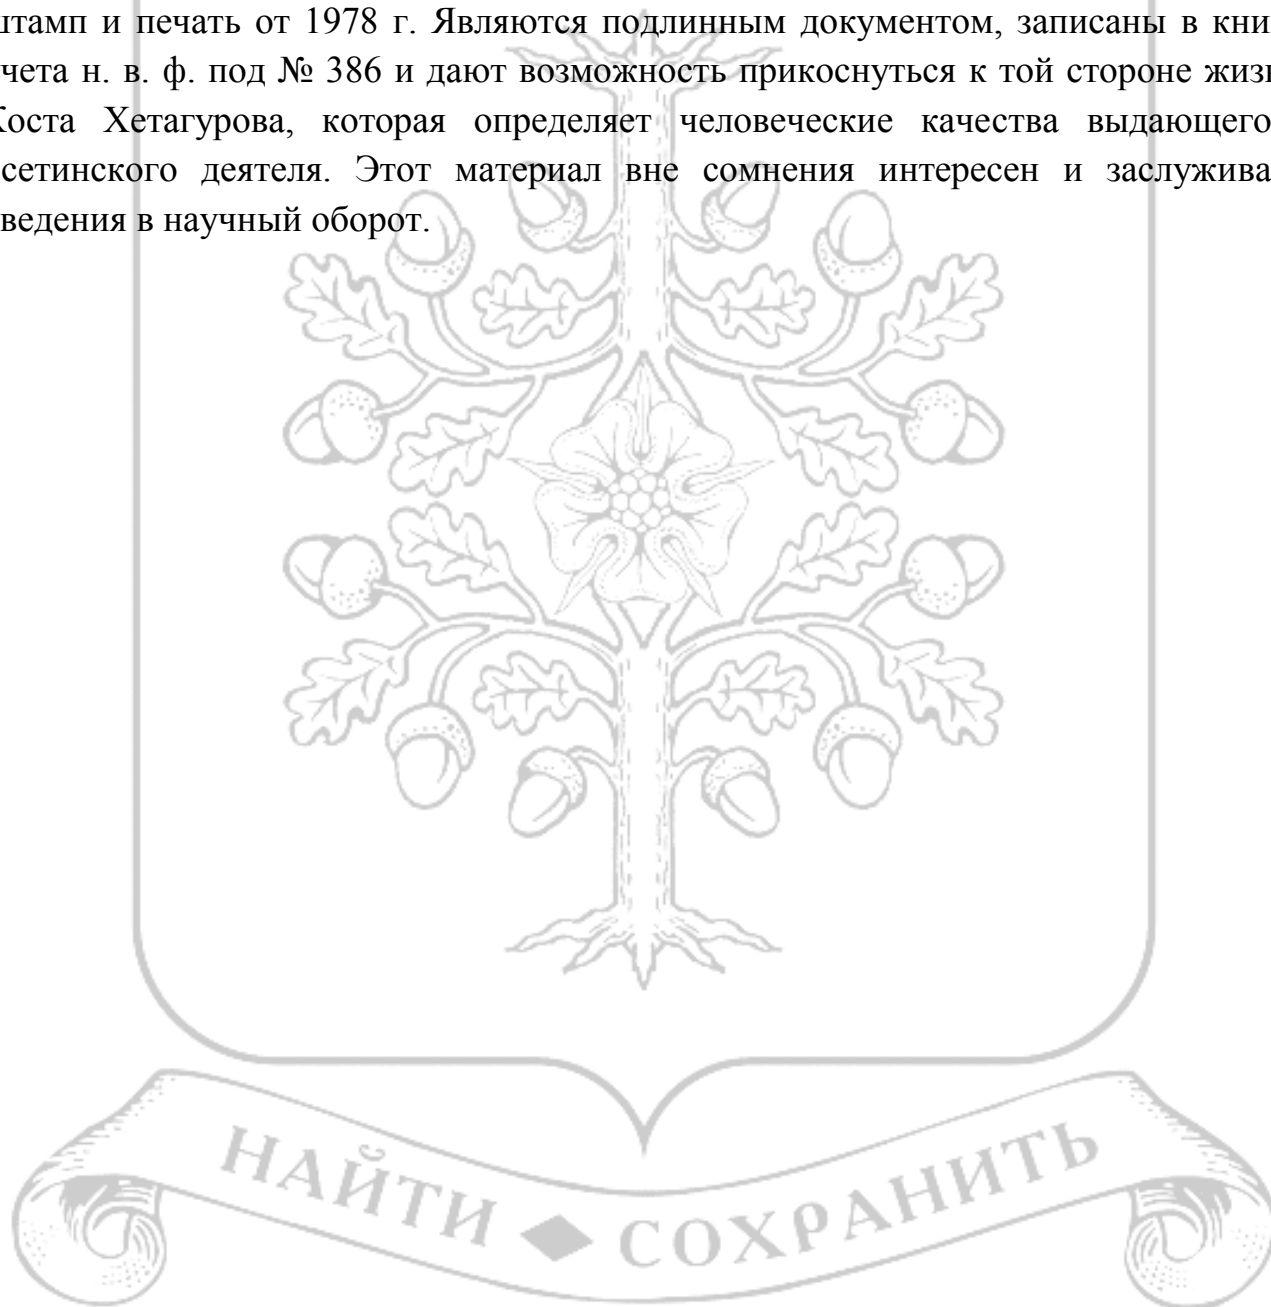 штамп и печать от 1978 г. Являются подлинным документом, записаны в кни
чета н. в. ф. под № 386 и дают возможность прикоснуться к той стороне жиз
Коста Хетагурова, которая определяет человеческие качества выдающего
сетинского деятеля. Этот материал вне сомнения интересен и заслужива
ведения в научный оборот.
НАЙТИ ◆ СОХРАНИТЬ